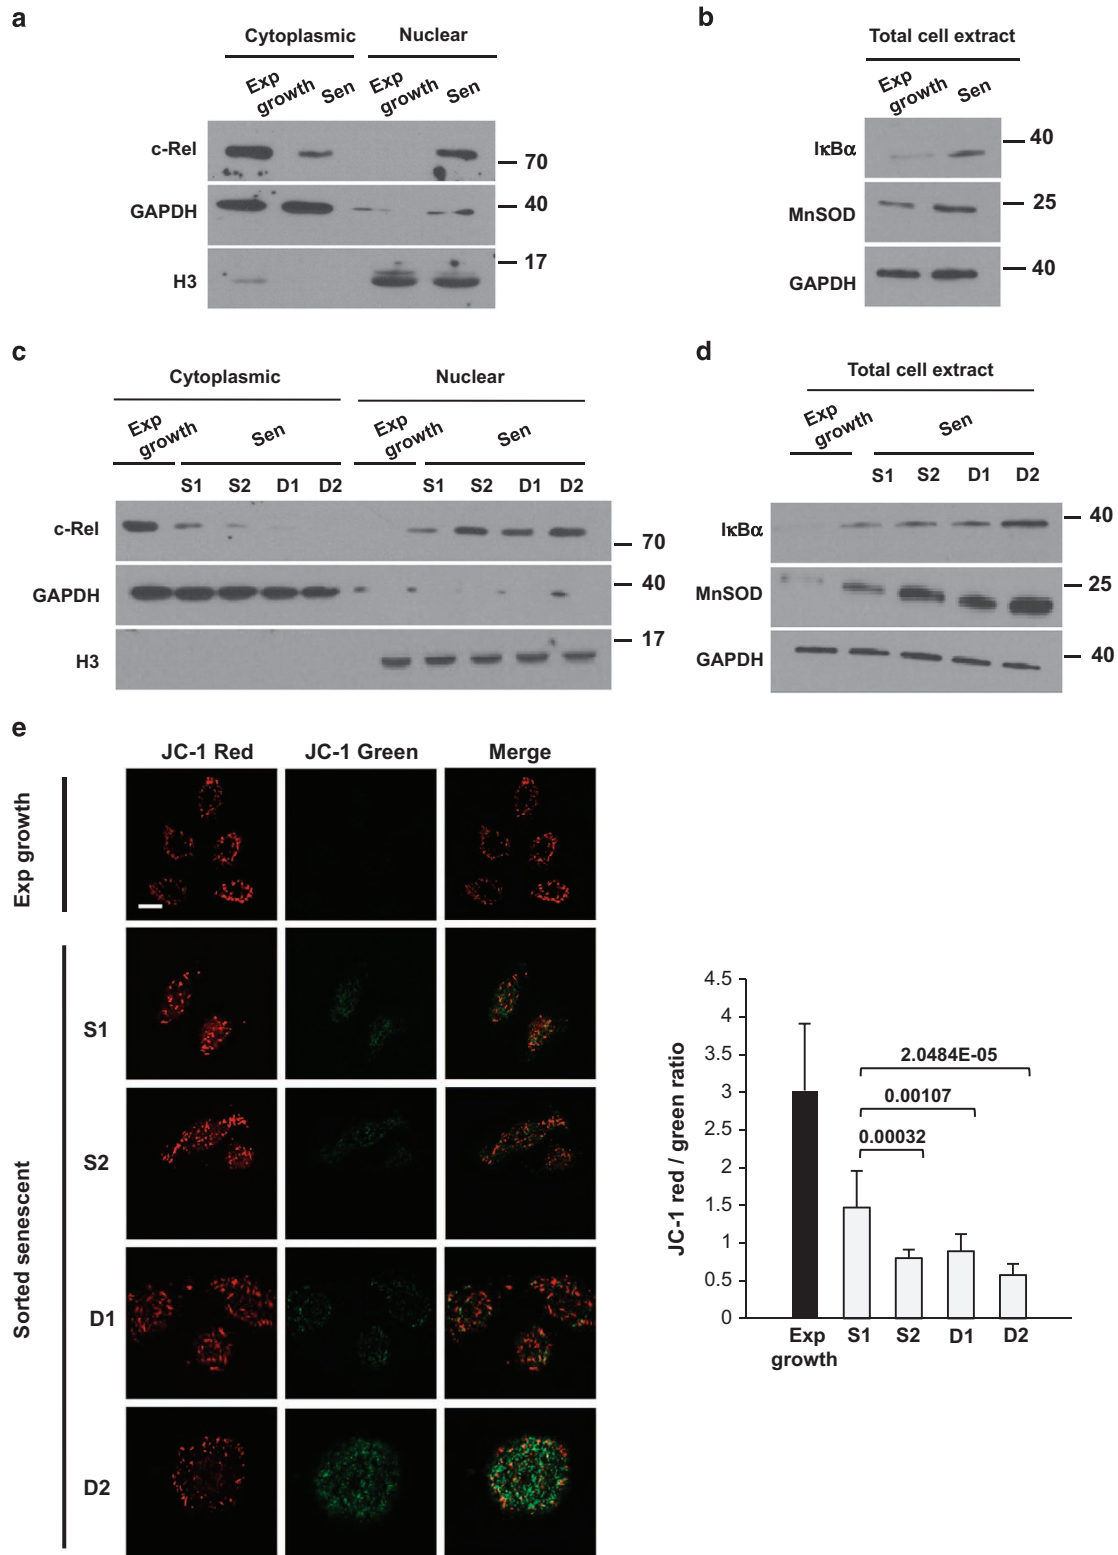 a
Cytoplasmic Nuclear
Exp growth Sen Exp growth Sen
c-Rel
70
GAPDH
40
H3
17
b
Total cell extract
Exp growth Sen
IκBα
40
MnSOD
25
GAPDH
40
c
Cytoplasmic Nuclear
Exp growth Sen Exp growth Sen
S1 S2 D1 D2 S1 S2 D1 D2
c-Rel
70
GAPDH
40
H3
17
d
Total cell extract
Exp growth Sen
S1 S2 D1 D2
IκBα
40
MnSOD
25
GAPDH
40
e
JC-1 Red JC-1 Green Merge
Exp growth
Sorted senescent
S1
S2
D1
D2
JC-1 red / green ratio
4.5
4
3.5
3
2.5
2
1.5
1
0.5
0
2.0484E-05
0.00107
0.00032
Exp growth S1 S2 D1 D2